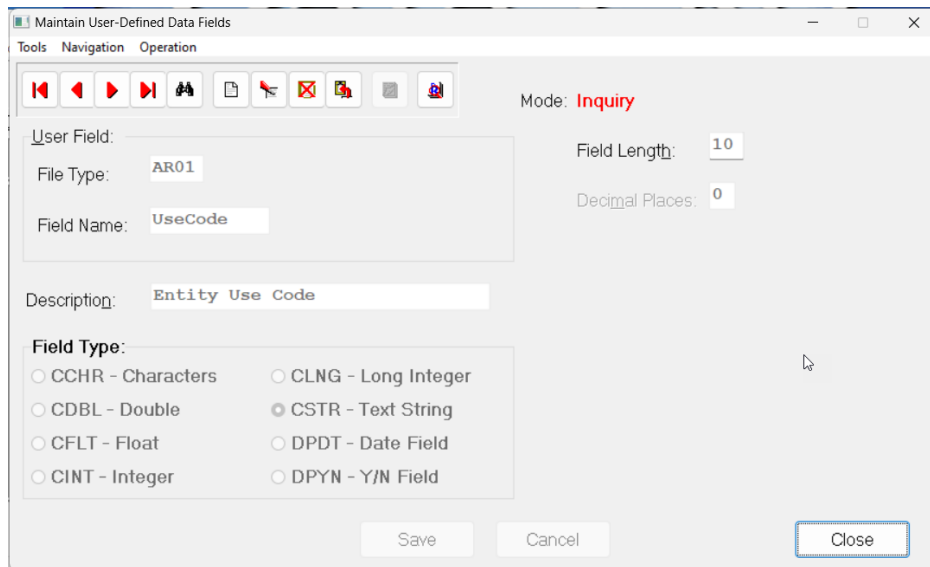 Maintain User-Defined Data Fields
Tools Navigation Operation
Mode: Inquiry
User Field:
File Type: AR01
Field Name: UseCode
Field Length: 10
Decimal Places: 0
Description: Entity Use Code
Field Type:
CCHR - Characters CLNG - Long Integer
CDBL - Double CSTR - Text String
CFLT - Float DPDT - Date Field
CINT - Integer DPYN - Y/N Field
Save Cancel Close